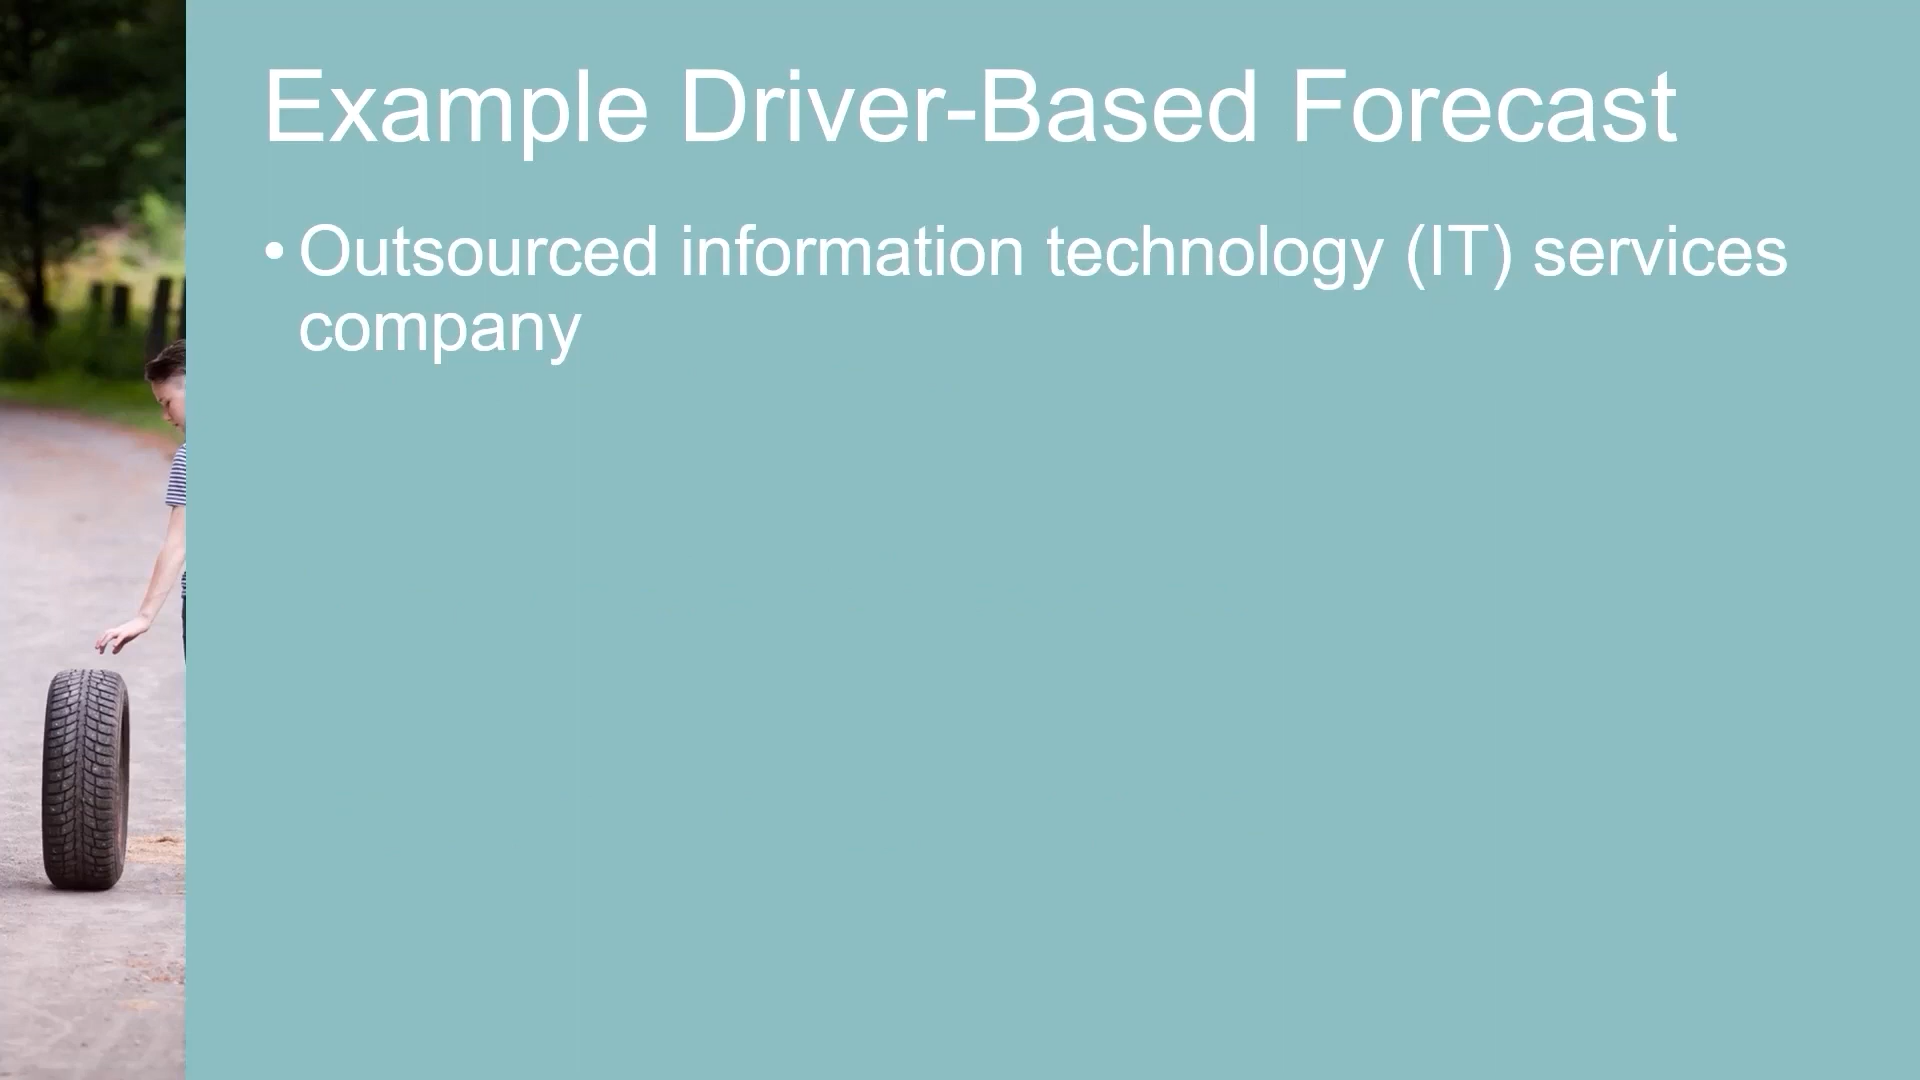 Example Driver-Based Forecast
• Outsourced information technology (IT) services
company